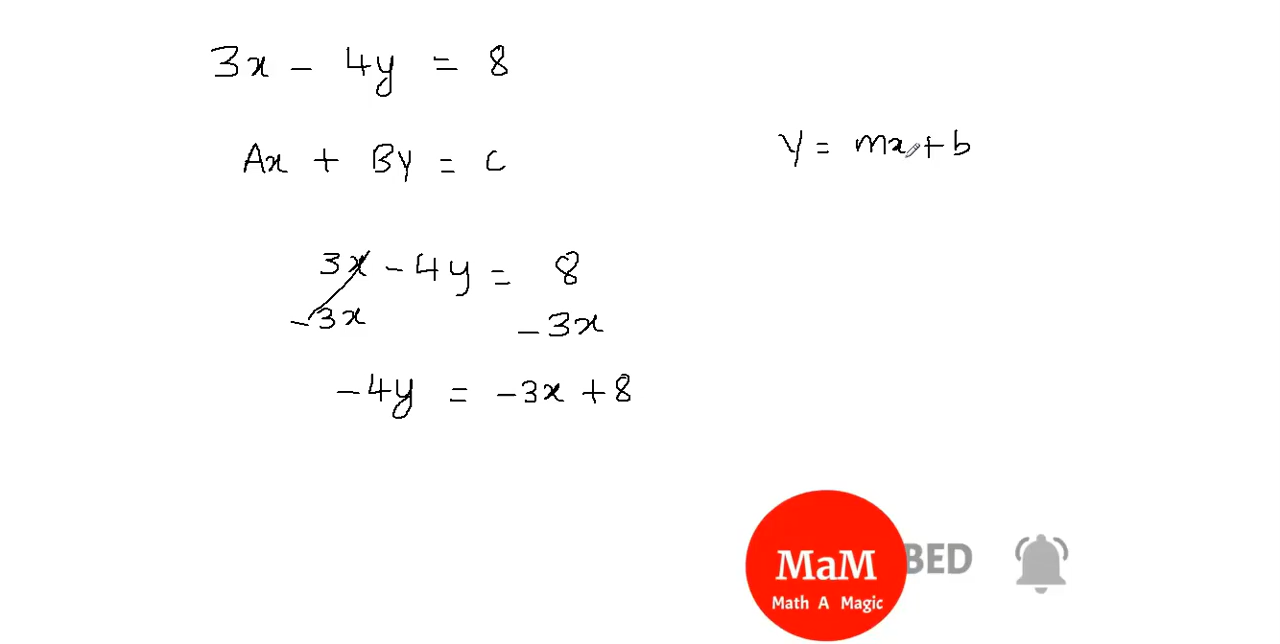 3x - 4y = 8
Ax + By = c
y = mx + b
3x - 4y = 8
-3x -3x
-4y = -3x + 8
BED
MaM
Math A Magic